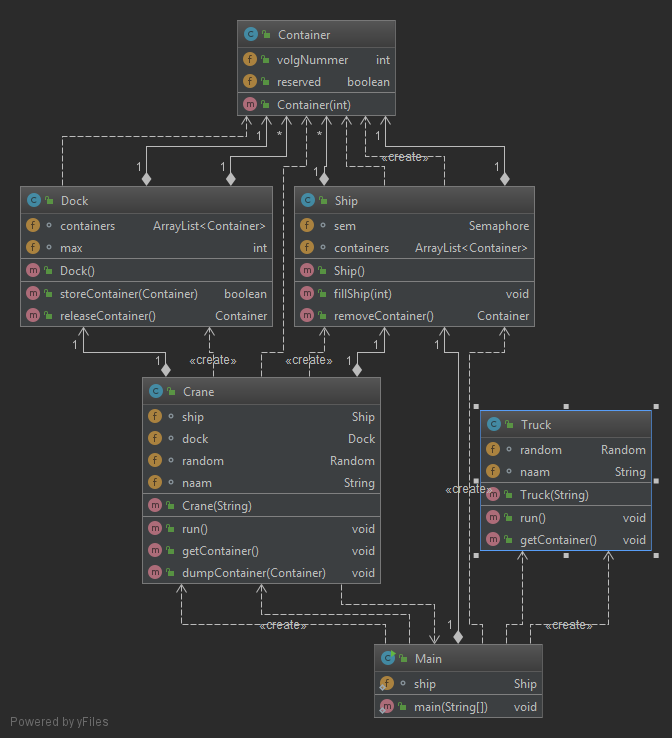 Container
volgNummer int
reserved boolean
Container(int)
1 * * 1
«create»
1 1 1 1
Dock
containers ArrayList<Container>
max int
Dock()
storeContainer(Container) boolean
releaseContainer() Container
Ship
sem Semaphore
containers ArrayList<Container>
Ship()
fillShip(int) void
removeContainer() Container
1 1 1
«create» «create»
1 1
Crane
ship Ship
dock Dock
random Random
naam String
Crane(String)
run() void
getContainer() void
dumpContainer(Container) void
«create»
Truck
random Random
naam String
Truck(String)
run() void
getContainer() void
«create» 1 «create»
Main
ship Ship
main(String[]) void
Powered by yFiles